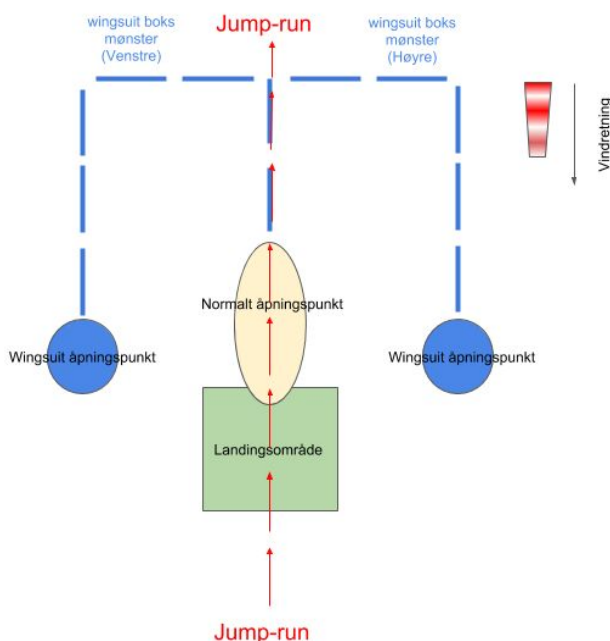 Jump-run
wingsuit boks
mønster
(Venstre)
wingsuit boks
mønster
(Høyre)
Vindretning
Normalt åpningspunkt
Wingsuit åpningspunkt
Wingsuit åpningspunkt
Landingsområde
Jump-run